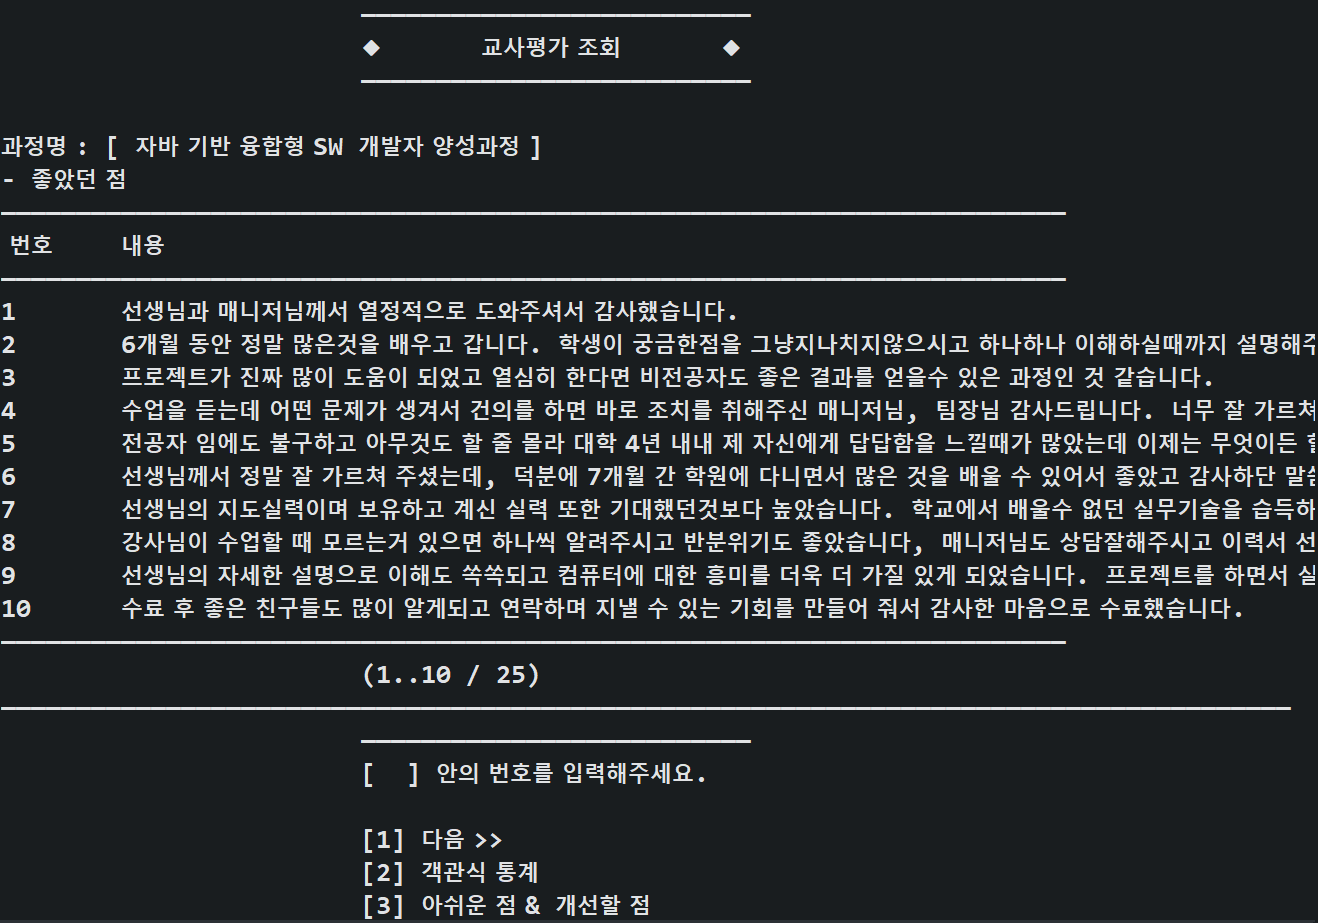 ◆ 교사평가 조회 ◆
과정명 : [ 자바 기반 융합형 SW 개발자 양성과정 ]
- 좋았던 점
번호 내용
1 선생님과 매니저님께서 열정적으로 도와주셔서 감사했습니다.
2 6개월 동안 정말 많은것을 배우고 갑니다. 학생이 궁금한점을 그냥지나치지않으시고 하나하나 이해하실때까지 설명해주
3 프로젝트가 진짜 많이 도움이 되었고 열심히 한다면 비전공자도 좋은 결과를 얻을수 있은 과정인 것 같습니다.
4 수업을 듣는데 어떤 문제가 생겨서 건의를 하면 바로 조치를 취해주신 매니저님, 팀장님 감사드립니다. 너무 잘 가르쳐
5 전공자 임에도 불구하고 아무것도 할 줄 몰라 대학 4년 내내 제 자신에게 답답함을 느낄때가 많았는데 이제는 무엇이든
6 선생님께서 정말 잘 가르쳐 주셨는데, 덕분에 7개월 간 학원에 다니면서 많은 것을 배울 수 있어서 좋았고 감사하단
7 선생님의 지도실력이며 보유하고 계신 실력 또한 기대했던것보다 높았습니다. 학교에서 배울수 없던 실무기술을 습득하
8 강사님이 수업할 때 모르는거 있으면 하나씩 알려주시고 반분위기도 좋았습니다, 매니저님도 상담잘해주시고 이력서 선
9 선생님의 자세한 설명으로 이해도 쏙쏙되고 컴퓨터에 대한 흥미를 더욱 더 가질 있게 되었습니다. 프로젝트를 하면서 실
10 수료 후 좋은 친구들도 많이 알게되고 연락하며 지낼 수 있는 기회를 만들어 줘서 감사한 마음으로 수료했습니다.
(1..10 / 25)
[ ] 안의 번호를 입력해주세요.
[1] 다음 >>
[2] 객관식 통계
[3] 아쉬운 점 & 개선할 점